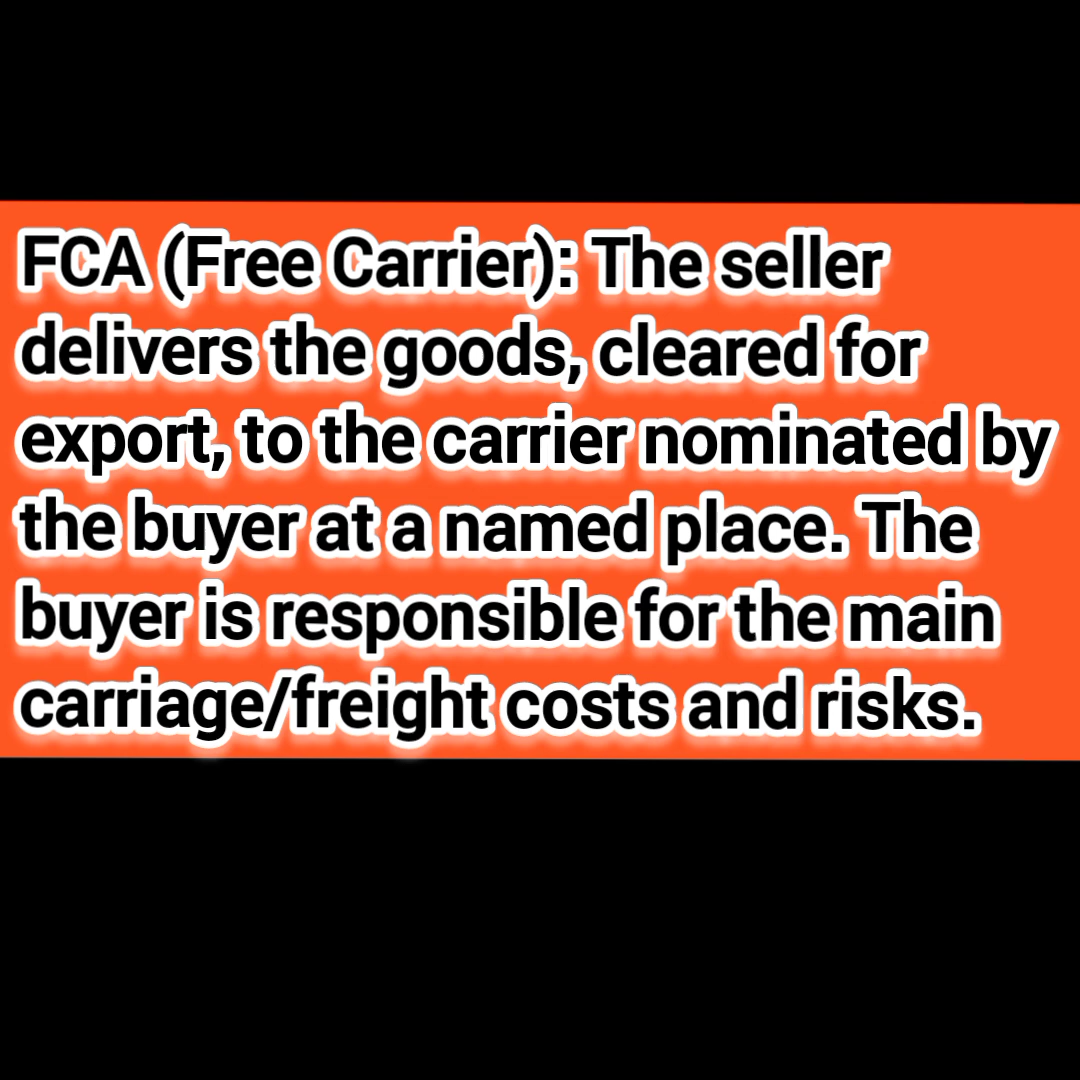 FCA (Free Carrier): The seller
delivers the goods, cleared for
export, to the carrier nominated by
the buyer at a named place. The
buyer is responsible for the main
carriage/freight costs and risks.